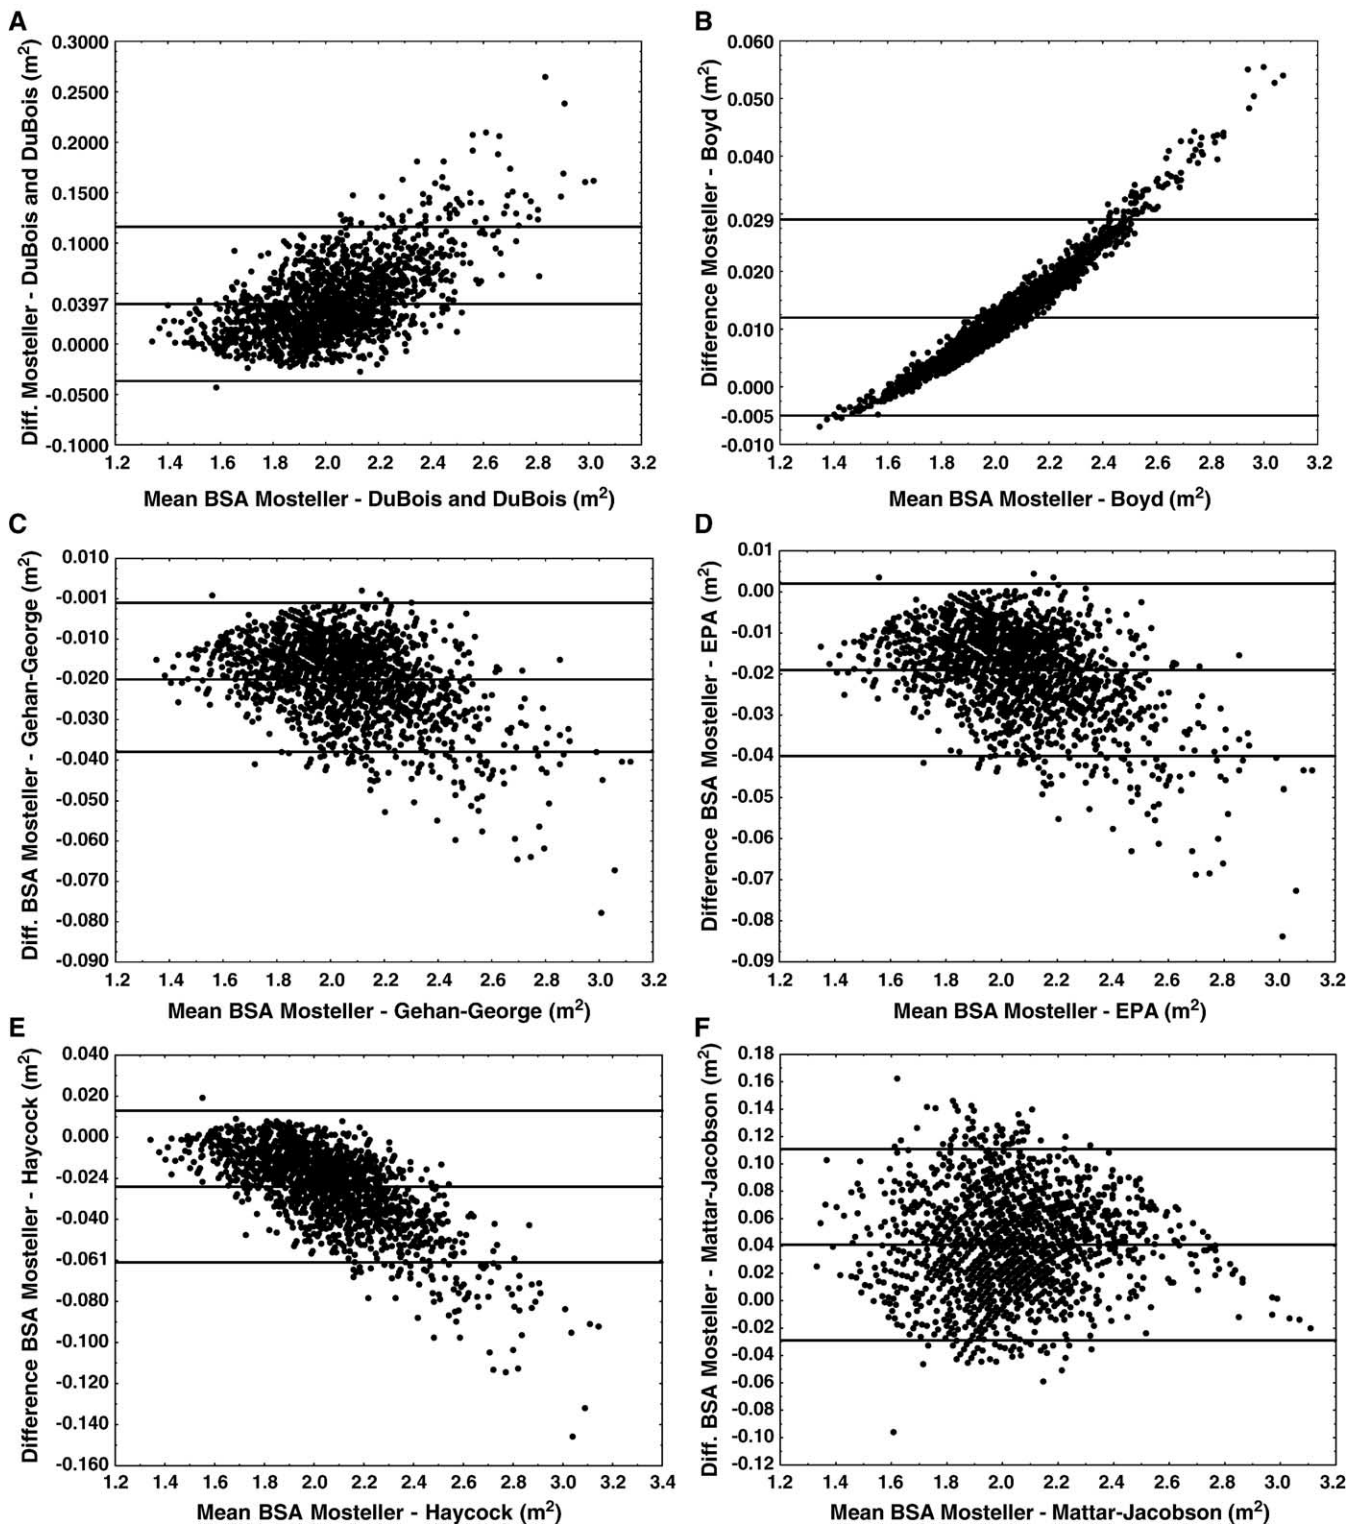 A
Diff. Mosteller - DuBois and DuBois (m²)
0.3000
0.2500
0.2000
0.1500
0.1000
0.0397
0.0000
-0.0500
-0.1000
1.2 1.4 1.6 1.8 2.0 2.2 2.4 2.6 2.8 3.0 3.2
Mean BSA Mosteller - DuBois and DuBois (m²)
B
Difference Mosteller - Boyd (m²)
0.060
0.050
0.040
0.029
0.020
0.010
0.000
-0.005
-0.010
1.2 1.4 1.6 1.8 2.0 2.2 2.4 2.6 2.8 3.0 3.2
Mean BSA Mosteller - Boyd (m²)
C
Diff. BSA Mosteller - Gehan-George (m²)
0.010
-0.001
-0.010
-0.020
-0.030
-0.040
-0.050
-0.060
-0.070
-0.080
-0.090
1.2 1.4 1.6 1.8 2.0 2.2 2.4 2.6 2.8 3.0 3.2
Mean BSA Mosteller - Gehan-George (m²)
D
Difference BSA Mosteller - EPA (m²)
0.01
0.00
-0.01
-0.02
-0.03
-0.04
-0.05
-0.06
-0.07
-0.08
-0.09
1.2 1.4 1.6 1.8 2.0 2.2 2.4 2.6 2.8 3.0 3.2
Mean BSA Mosteller - EPA (m²)
E
Difference BSA Mosteller - Haycock (m²)
0.040
0.020
0.000
-0.024
-0.040
-0.061
-0.080
-0.100
-0.120
-0.140
-0.160
1.2 1.4 1.6 1.8 2.0 2.2 2.4 2.6 2.8 3.0 3.2 3.4
Mean BSA Mosteller - Haycock (m²)
F
Diff. BSA Mosteller - Mattar-Jacobson (m²)
0.18
0.16
0.14
0.12
0.10
0.08
0.06
0.04
0.02
0.00
-0.02
-0.04
-0.06
-0.08
-0.10
-0.12
1.2 1.4 1.6 1.8 2.0 2.2 2.4 2.6 2.8 3.0 3.2
Mean BSA Mosteller - Mattar-Jacobson (m²)